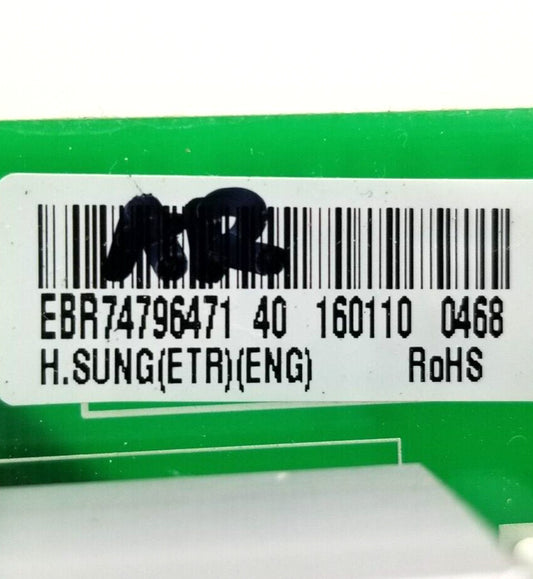 EBR74796471 40 160110 0468
H.SUNG(ETR)(ENG) RoHS